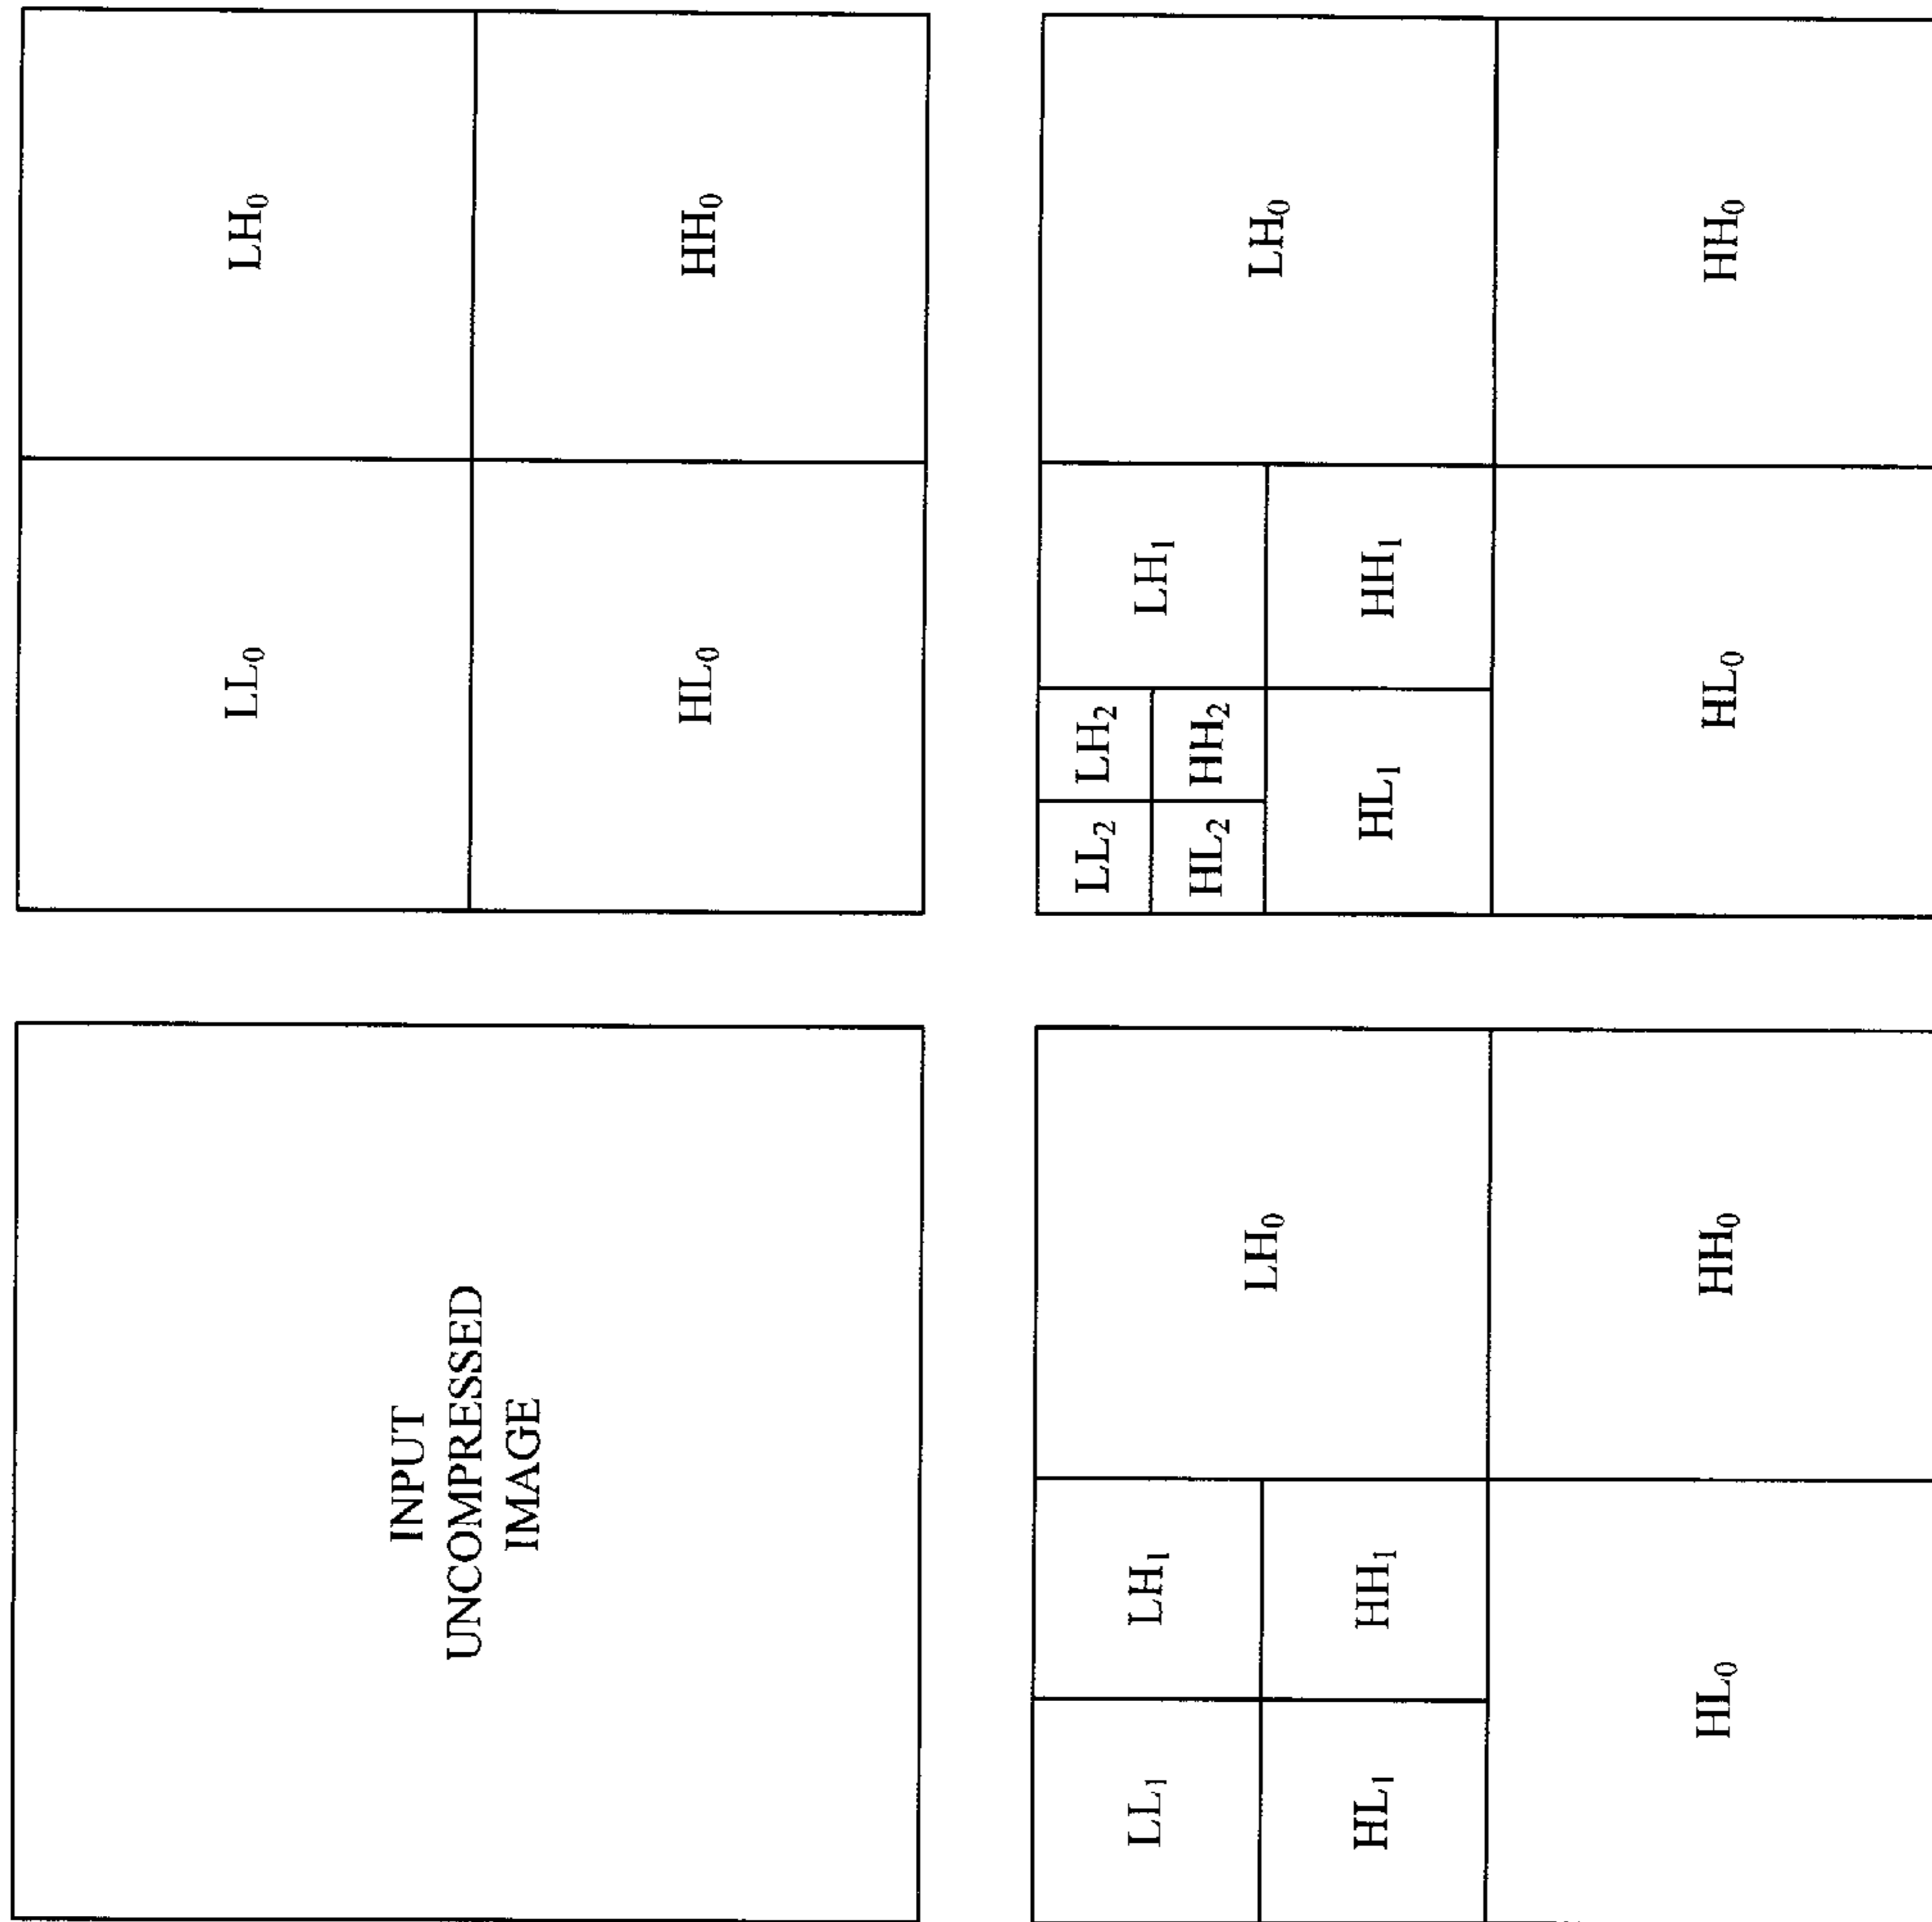 INPUT
UNCOMPRESSED
IMAGE
LL₀
LH₀
HL₀
HH₀
LL₁
LH₁
HL₁
HH₁
LH₀
HL₀
HH₀
LL₂
LH₂
HL₂
HH₂
LH₁
HL₁
HH₁
LH₀
HL₀
HH₀